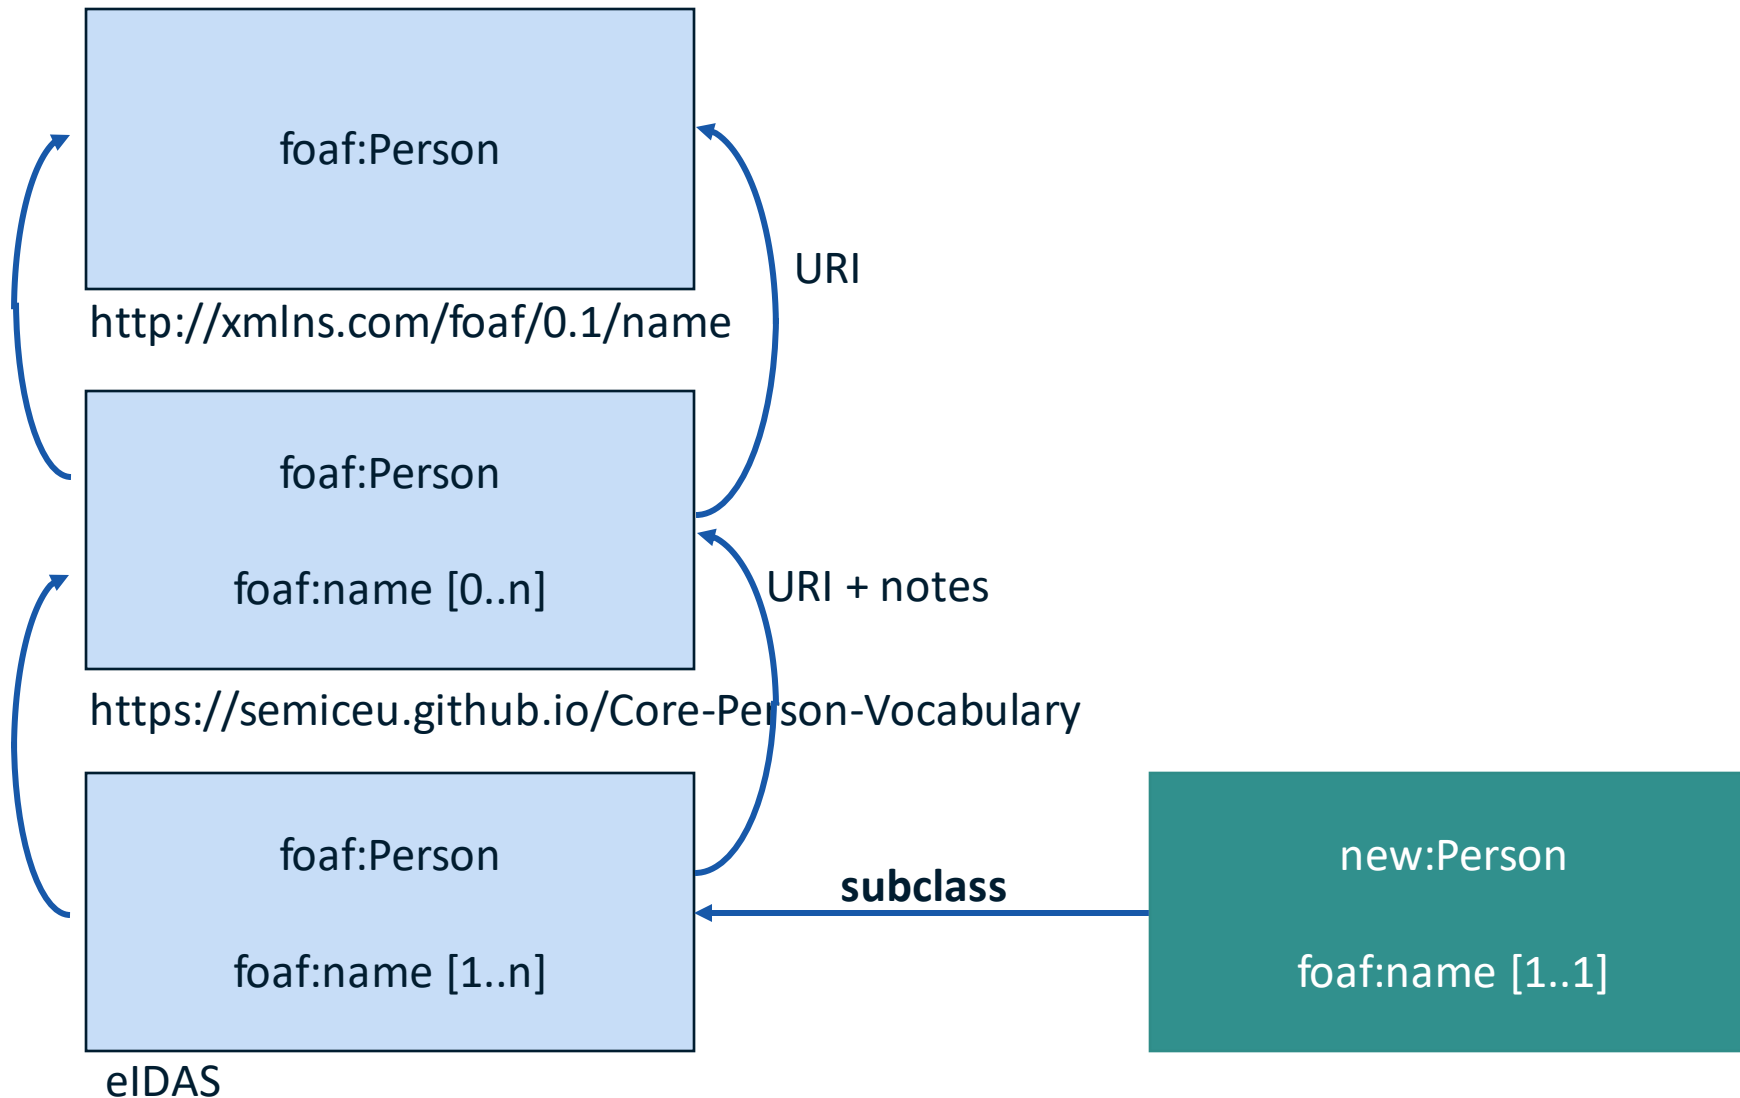 foaf:Person
URI
http://xmlns.com/foaf/0.1/name
foaf:Person
foaf:name [0..n]
URI + notes
https://semiceu.github.io/Core-Person-Vocabulary
foaf:Person
foaf:name [1..n]
subclass
new:Person
foaf:name [1..1]
eIDAS